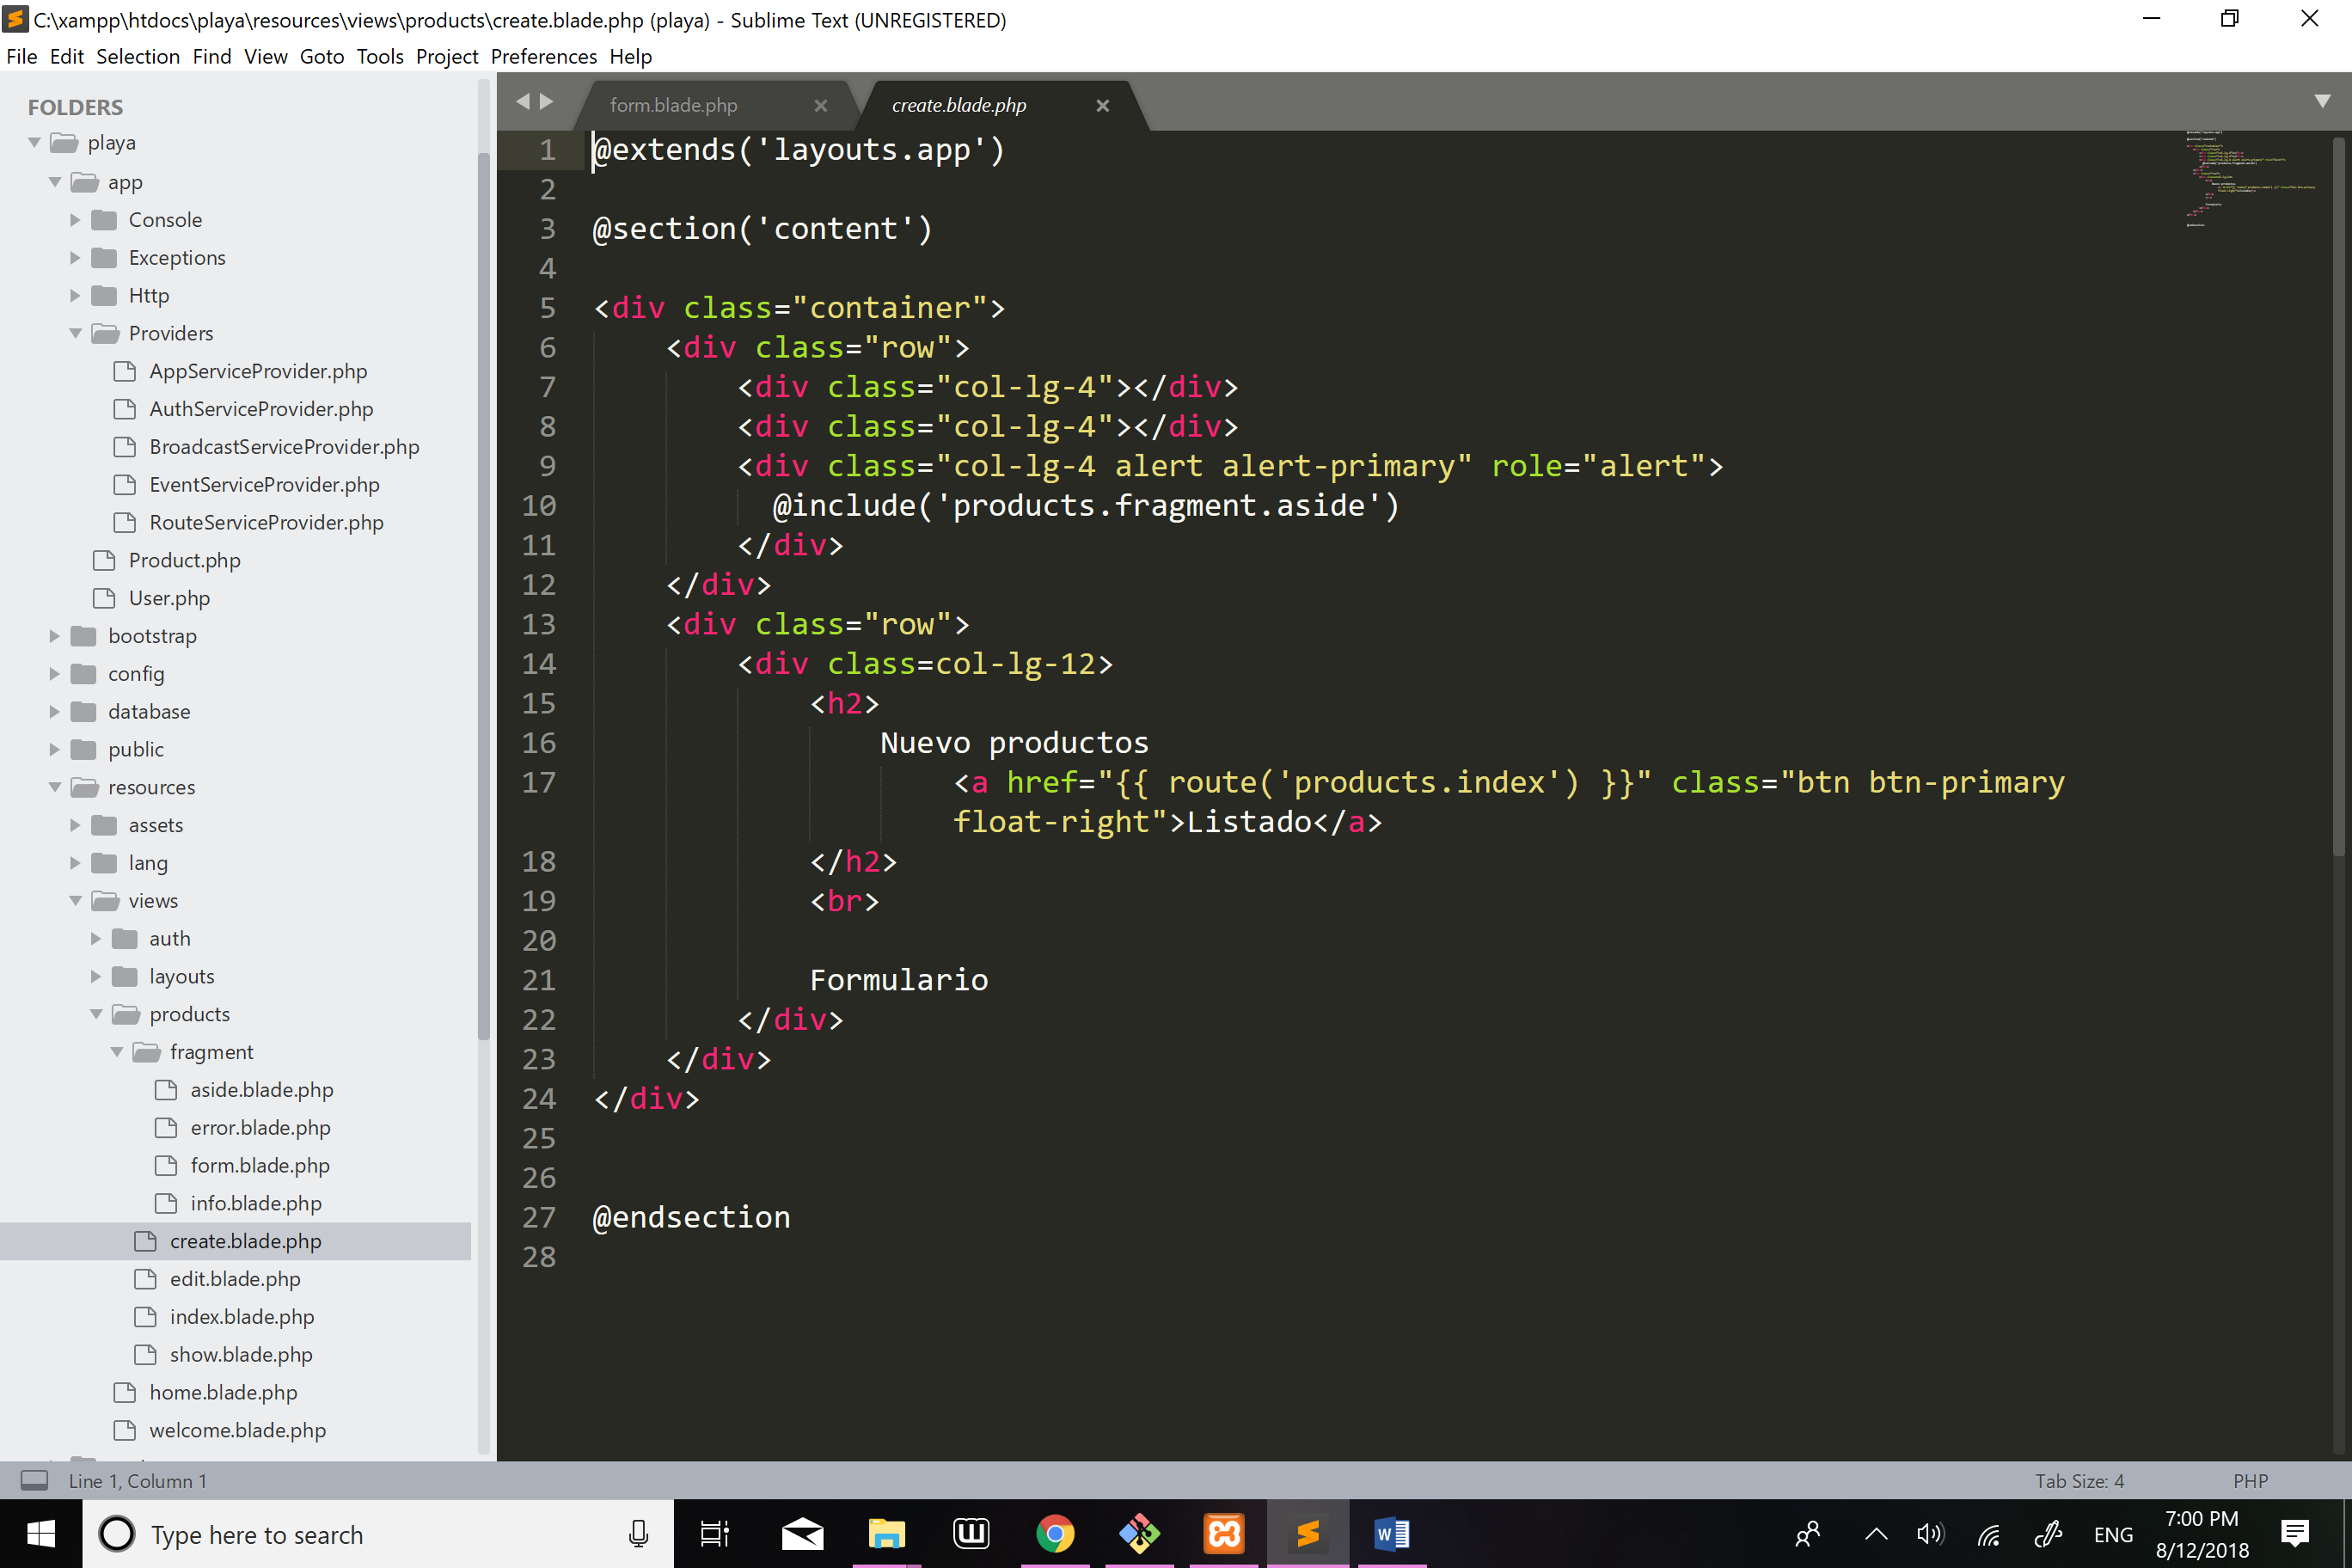 C:\xampp\htdocs\playa\resources\views\products\create.blade.php (playa) - Sublime Text (UNREGISTERED)
File Edit Selection Find View Goto Tools Project Preferences Help
FOLDERS
playa
app
Console
Exceptions
Http
Providers
AppServiceProvider.php
AuthServiceProvider.php
BroadcastServiceProvider.php
EventServiceProvider.php
RouteServiceProvider.php
Product.php
User.php
bootstrap
config
database
public
resources
assets
lang
views
auth
layouts
products
fragment
aside.blade.php
error.blade.php
form.blade.php
info.blade.php
create.blade.php
edit.blade.php
index.blade.php
show.blade.php
home.blade.php
welcome.blade.php
form.blade.php × create.blade.php ×
1 @extends('layouts.app')
2
3 @section('content')
4
5 <div class="container">
6 <div class="row">
7 <div class="col-lg-4"></div>
8 <div class="col-lg-4"></div>
9 <div class="col-lg-4 alert alert-primary" role="alert">
10 @include('products.fragment.aside')
11 </div>
12 </div>
13 <div class="row">
14 <div class=col-lg-12>
15 <h2>
16 Nuevo productos
17 <a href="{{ route('products.index') }}" class="btn btn-primary
float-right">Listado</a>
18 </h2>
19 <br>
20
21 Formulario
22 </div>
23 </div>
24 </div>
25
26
27 @endsection
28
Line 1, Column 1 Tab Size: 4 PHP
Type here to search
ENG
7:00 PM
8/12/2018